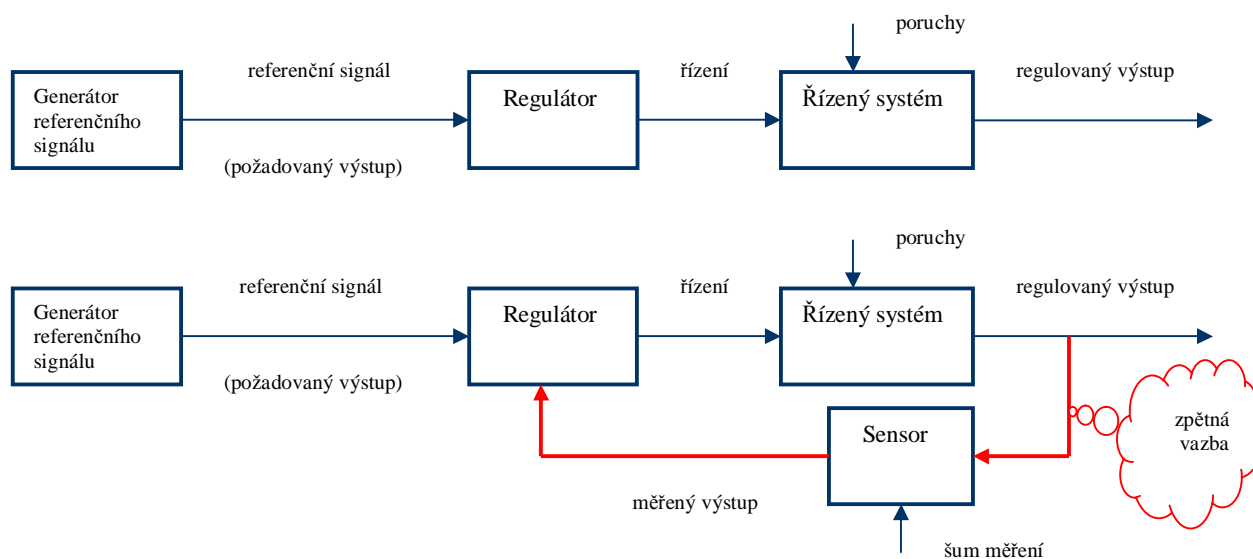 poruchy
referenční signál
řízení
regulovaný výstup
Generátor
referenčního
signálu
Regulátor
Řízený systém
(požadovaný výstup)
poruchy
referenční signál
řízení
regulovaný výstup
Generátor
referenčního
signálu
Regulátor
Řízený systém
(požadovaný výstup)
Sensor
zpětná
vazba
měřený výstup
šum měření